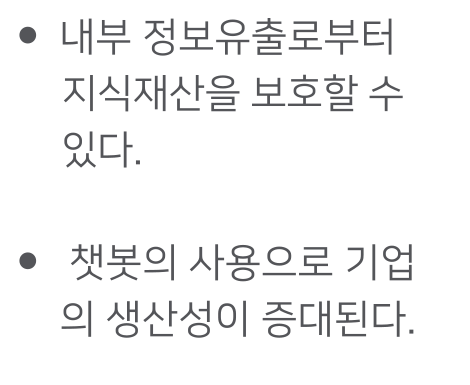 ● 내부 정보유출로부터
지식재산을 보호할 수
있다.
● 챗봇의 사용으로 기업
의 생산성이 증대된다.